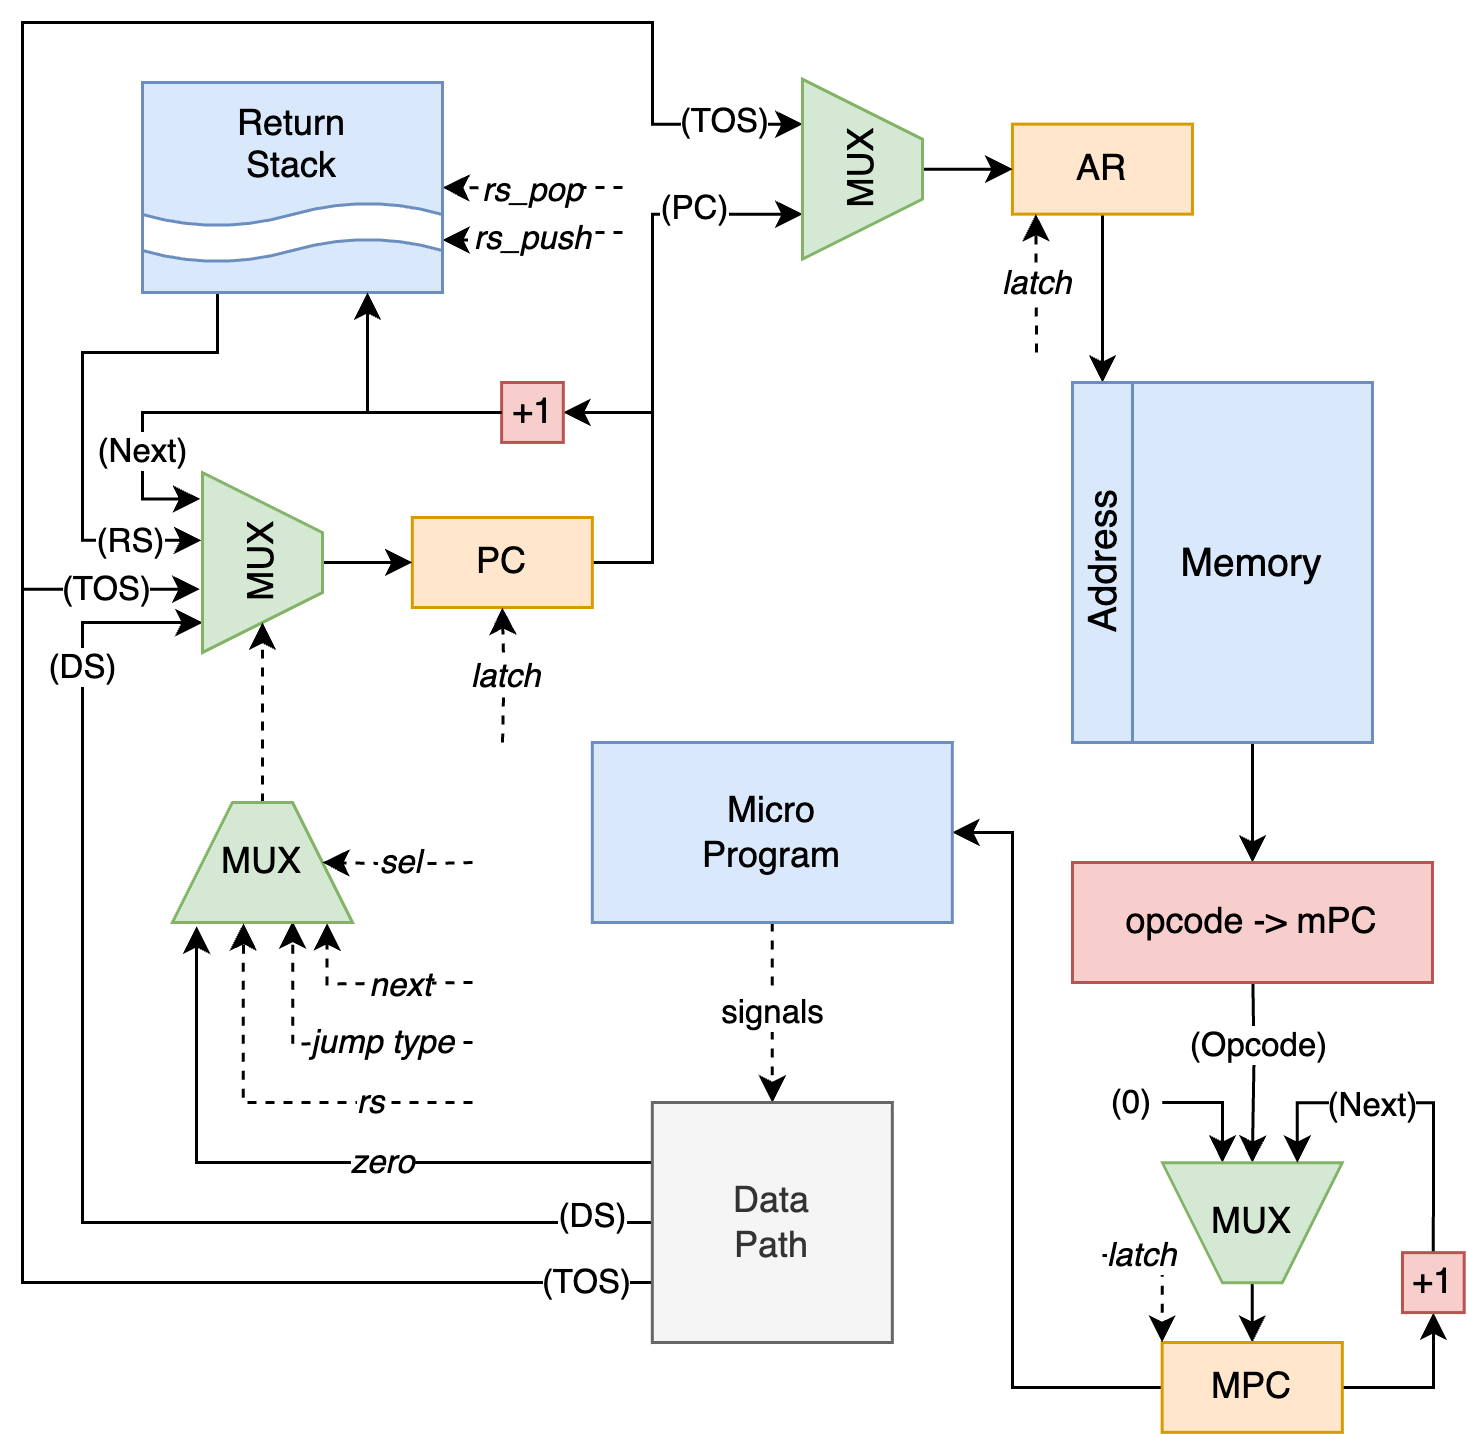 Return
Stack
(TOS)
MUX
AR
rs_pop
(PC)
rs_push
latch
+1
(Next)
(RS)
MUX
PC
(TOS)
(DS)
latch
Address
Memory
Micro
Program
MUX
sel
opcode -> mPC
next
signals
jump type
(Opcode)
rs
(0)
(Next)
zero
Data
Path
(DS)
MUX
latch
(TOS)
+1
MPC